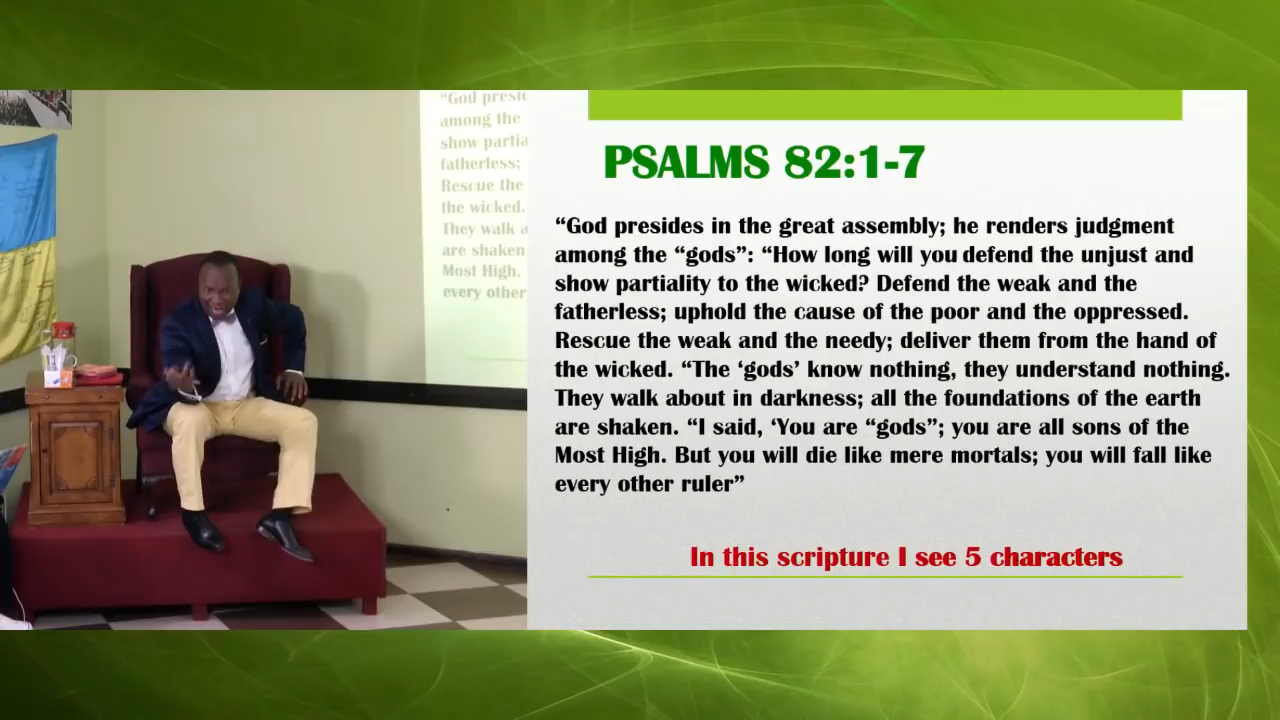 “God presid
among the
show partia
fatherless;
Rescue the
the wicked.
They walk a
are shaken
Most High.
every other
PSALMS 82:1-7
“God presides in the great assembly; he renders judgment
among the “gods”: “How long will you defend the unjust and
show partiality to the wicked? Defend the weak and the
fatherless; uphold the cause of the poor and the oppressed.
Rescue the weak and the needy; deliver them from the hand of
the wicked. “The ‘gods’ know nothing, they understand nothing.
They walk about in darkness; all the foundations of the earth
are shaken. “I said, ‘You are “gods”; you are all sons of the
Most High. But you will die like mere mortals; you will fall like
every other ruler”
In this scripture I see 5 characters